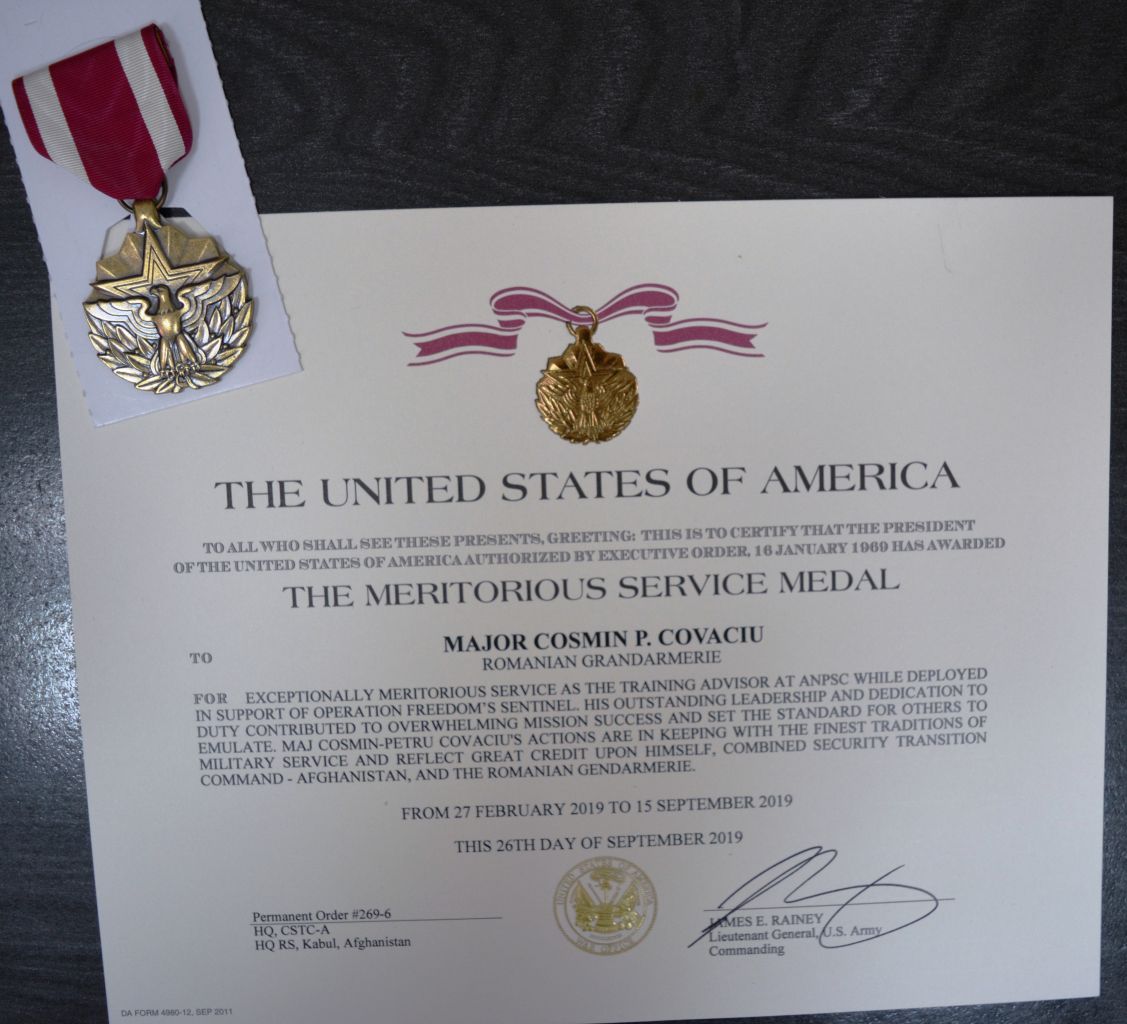 THE UNITED STATES OF AMERICA
TO ALL WHO SHALL SEE THESE PRESENTS, GREETING: THIS IS TO CERTIFY THAT THE PRESIDENT
OF THE UNITED STATES OF AMERICA AUTHORIZED BY EXECUTIVE ORDER, 16 JANUARY 1969 HAS AWARDED
THE MERITORIOUS SERVICE MEDAL
MAJOR COSMIN P. COVACIU
TO
ROMANIAN GRANDARMERIE
FOR EXCEPTIONALLY MERITORIOUS SERVICE AS THE TRAINING ADVISOR AT ANPSC WHILE DEPLOYED
IN SUPPORT OF OPERATION FREEDOM'S SENTINEL. HIS OUTSTANDING LEADERSHIP AND DEDICATION TO
DUTY CONTRIBUTED TO OVERWHELMING MISSION SUCCESS AND SET THE STANDARD FOR OTHERS TO
EMULATE. MAJ COSMIN-PETRU COVACIU'S ACTIONS ARE IN KEEPING WITH THE FINEST TRADITIONS OF
MILITARY SERVICE AND REFLECT GREAT CREDIT UPON HIMSELF, COMBINED SECURITY TRANSITION
COMMAND - AFGHANISTAN, AND THE ROMANIAN GENDARMERIE.
FROM 27 FEBRUARY 2019 TO 15 SEPTEMBER 2019
THIS 26TH DAY OF SEPTEMBER 2019
UNITED STATES OF AMERICA
WAR OFFICE
Permanent Order #269-6
HQ, CSTC-A
HQ RS, Kabul, Afghanistan
JAMES E. RAINEY
Lieutenant General, U.S. Army
Commanding
DA FORM 4980-12, SEP 2011